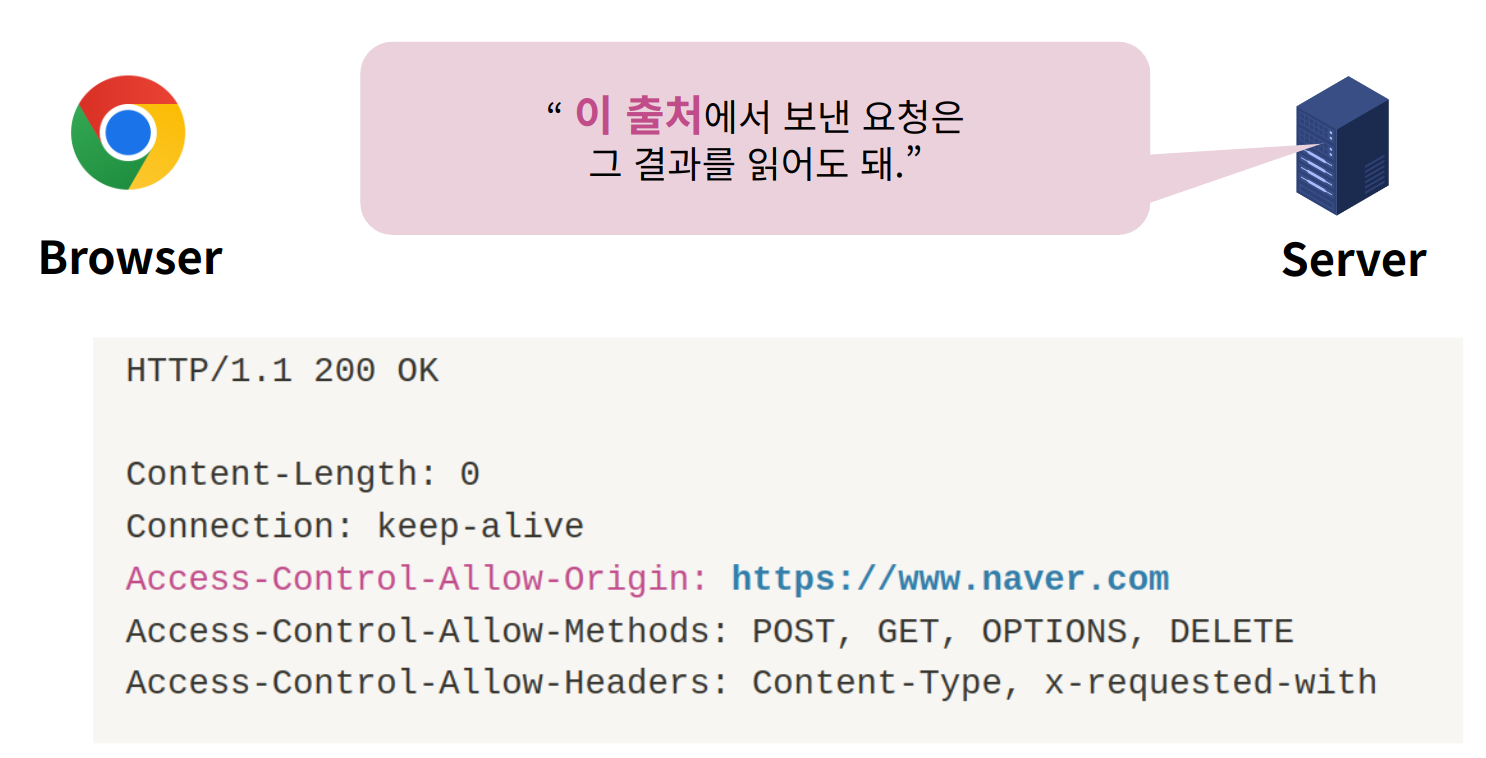 “ 이 출처에서 보낸 요청은
그 결과를 읽어도 돼.”
Browser
Server
HTTP/1.1 200 OK
Content-Length: 0
Connection: keep-alive
Access-Control-Allow-Origin: https://www.naver.com
Access-Control-Allow-Methods: POST, GET, OPTIONS, DELETE
Access-Control-Allow-Headers: Content-Type, x-requested-with